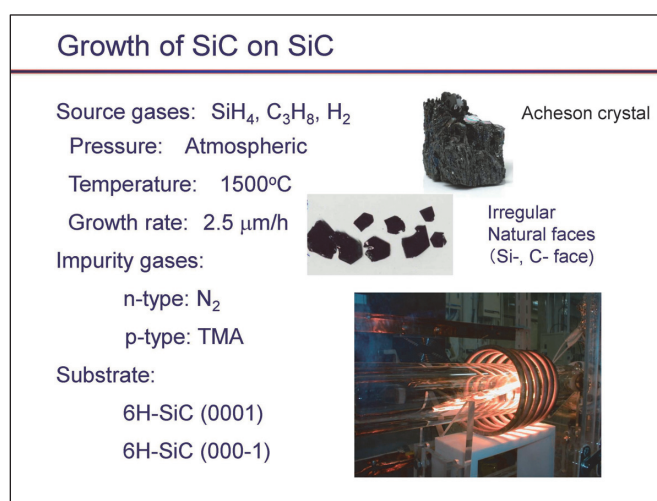 Growth of SiC on SiC
Source gases: SiH₄, C₃H₈, H₂
Pressure: Atmospheric
Temperature: 1500°C
Growth rate: 2.5 μm/h
Impurity gases:
n-type: N₂
p-type: TMA
Substrate:
6H-SiC (0001)
6H-SiC (000-1)
Acheson crystal
Irregular
Natural faces
(Si-, C- face)